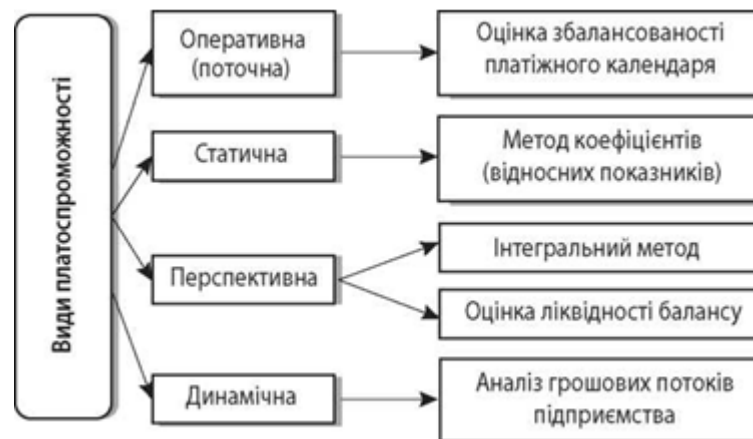 Види платоспроможності
Оперативна
(поточна)
Оцінка збалансованості
платіжного календаря
Статична
Метод коефіцієнтів
(відносних показників)
Перспективна
Інтегральний метод
Оцінка ліквідності балансу
Динамічна
Аналіз грошових потоків
підприємства